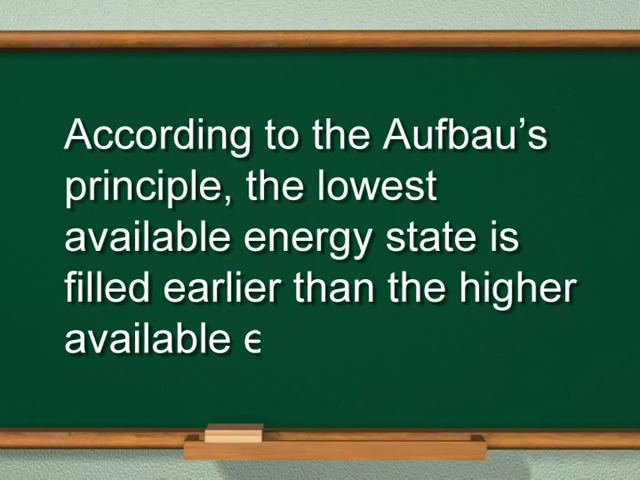 According to the Aufbau’s
principle, the lowest
available energy state is
filled earlier than the higher
available